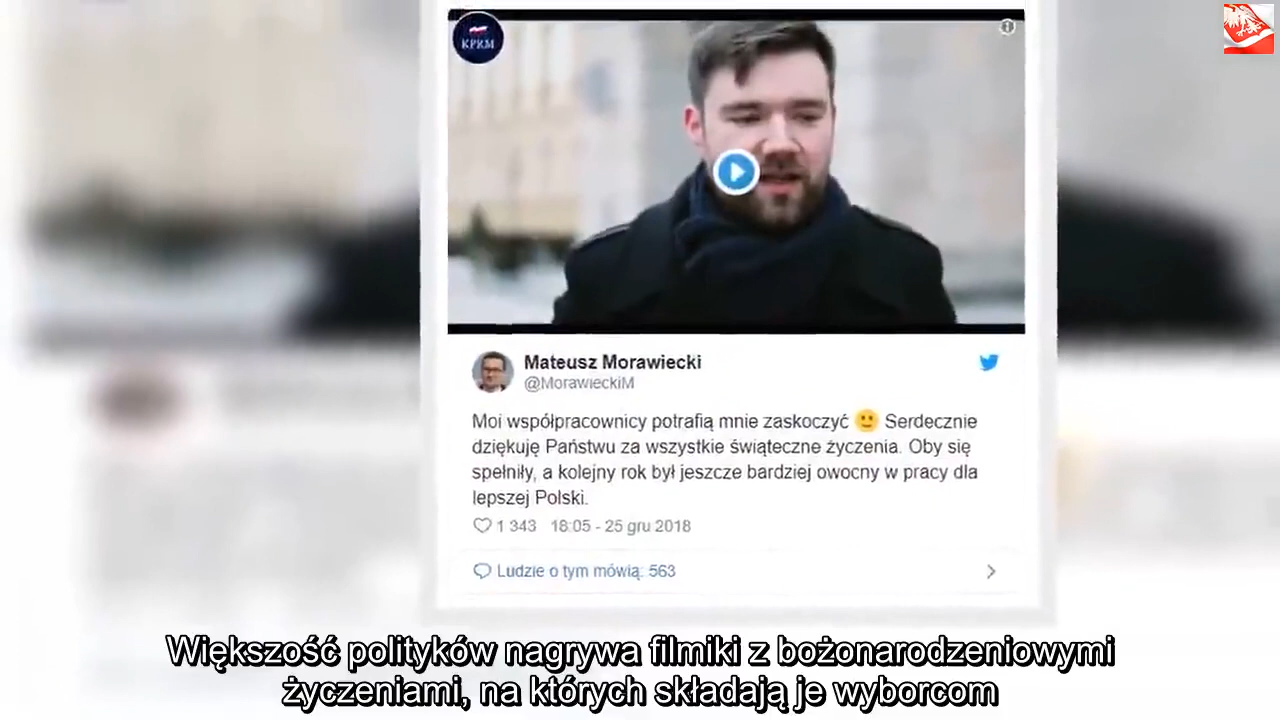 KPRM
Mateusz Morawiecki
@MorawieckiM
Moi współpracownicy potrafią mnie zaskoczyć 🙂 Serdecznie
dziękuję Państwu za wszystkie świąteczne życzenia. Oby się
spełniły, a kolejny rok był jeszcze bardziej owocny w pracy dla
lepszej Polski.
1 343 18:05 - 25 gru 2018
Ludzie o tym mówią: 563
Większość polityków nagrywa filmiki z bożonarodzeniowymi
życzeniami, na których składają je wyborcom